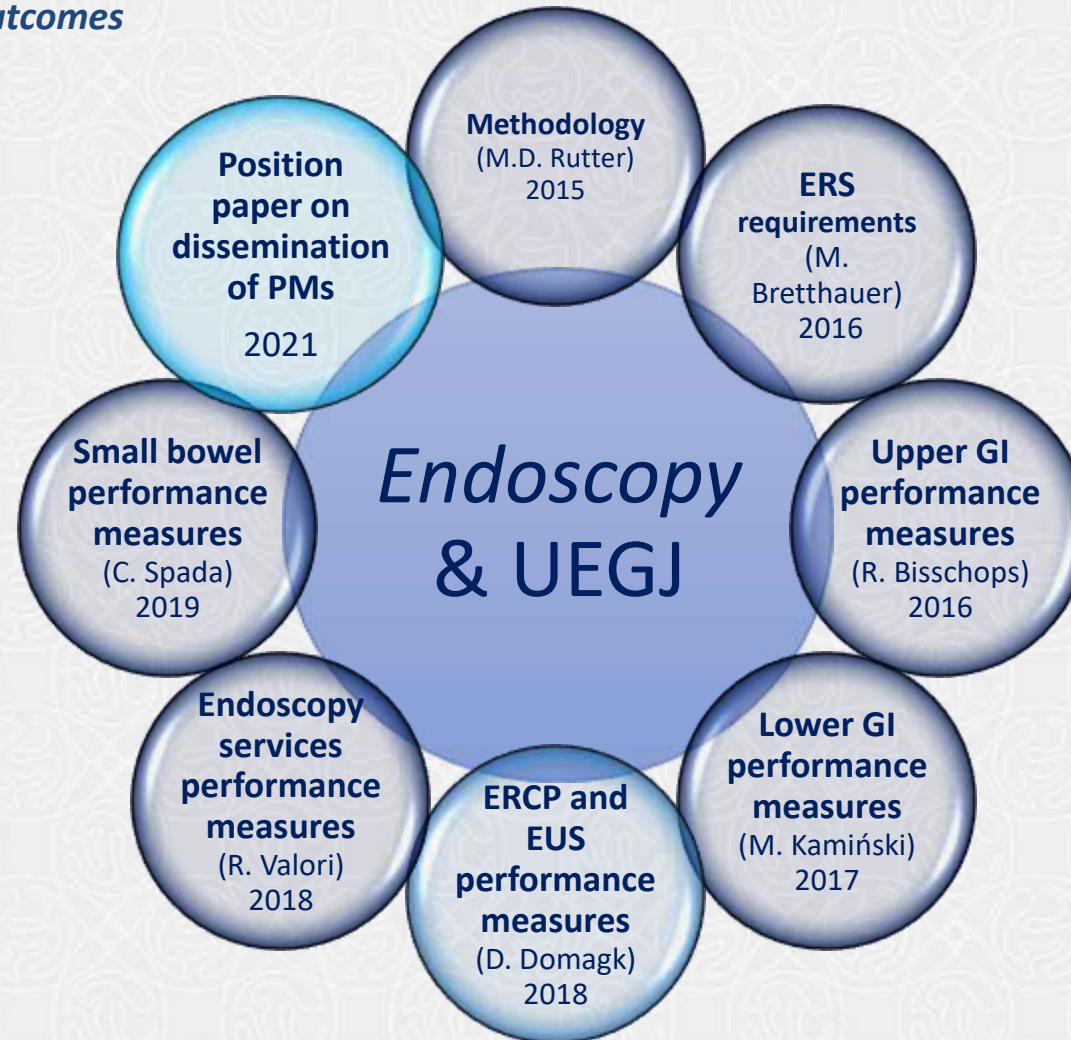 utcomes
Methodology
(M.D. Rutter)
2015
ERS
requirements
(M.
Bretthauer)
2016
Upper GI
performance
measures
(R. Bisschops)
2016
Lower GI
performance
measures
(M. Kamiński)
2017
ERCP and
EUS
performance
measures
(D. Domagk)
2018
Endoscopy
services
performance
measures
(R. Valori)
2018
Small bowel
performance
measures
(C. Spada)
2019
Position
paper on
dissemination
of PMs
2021
Endoscopy
& UEGJ